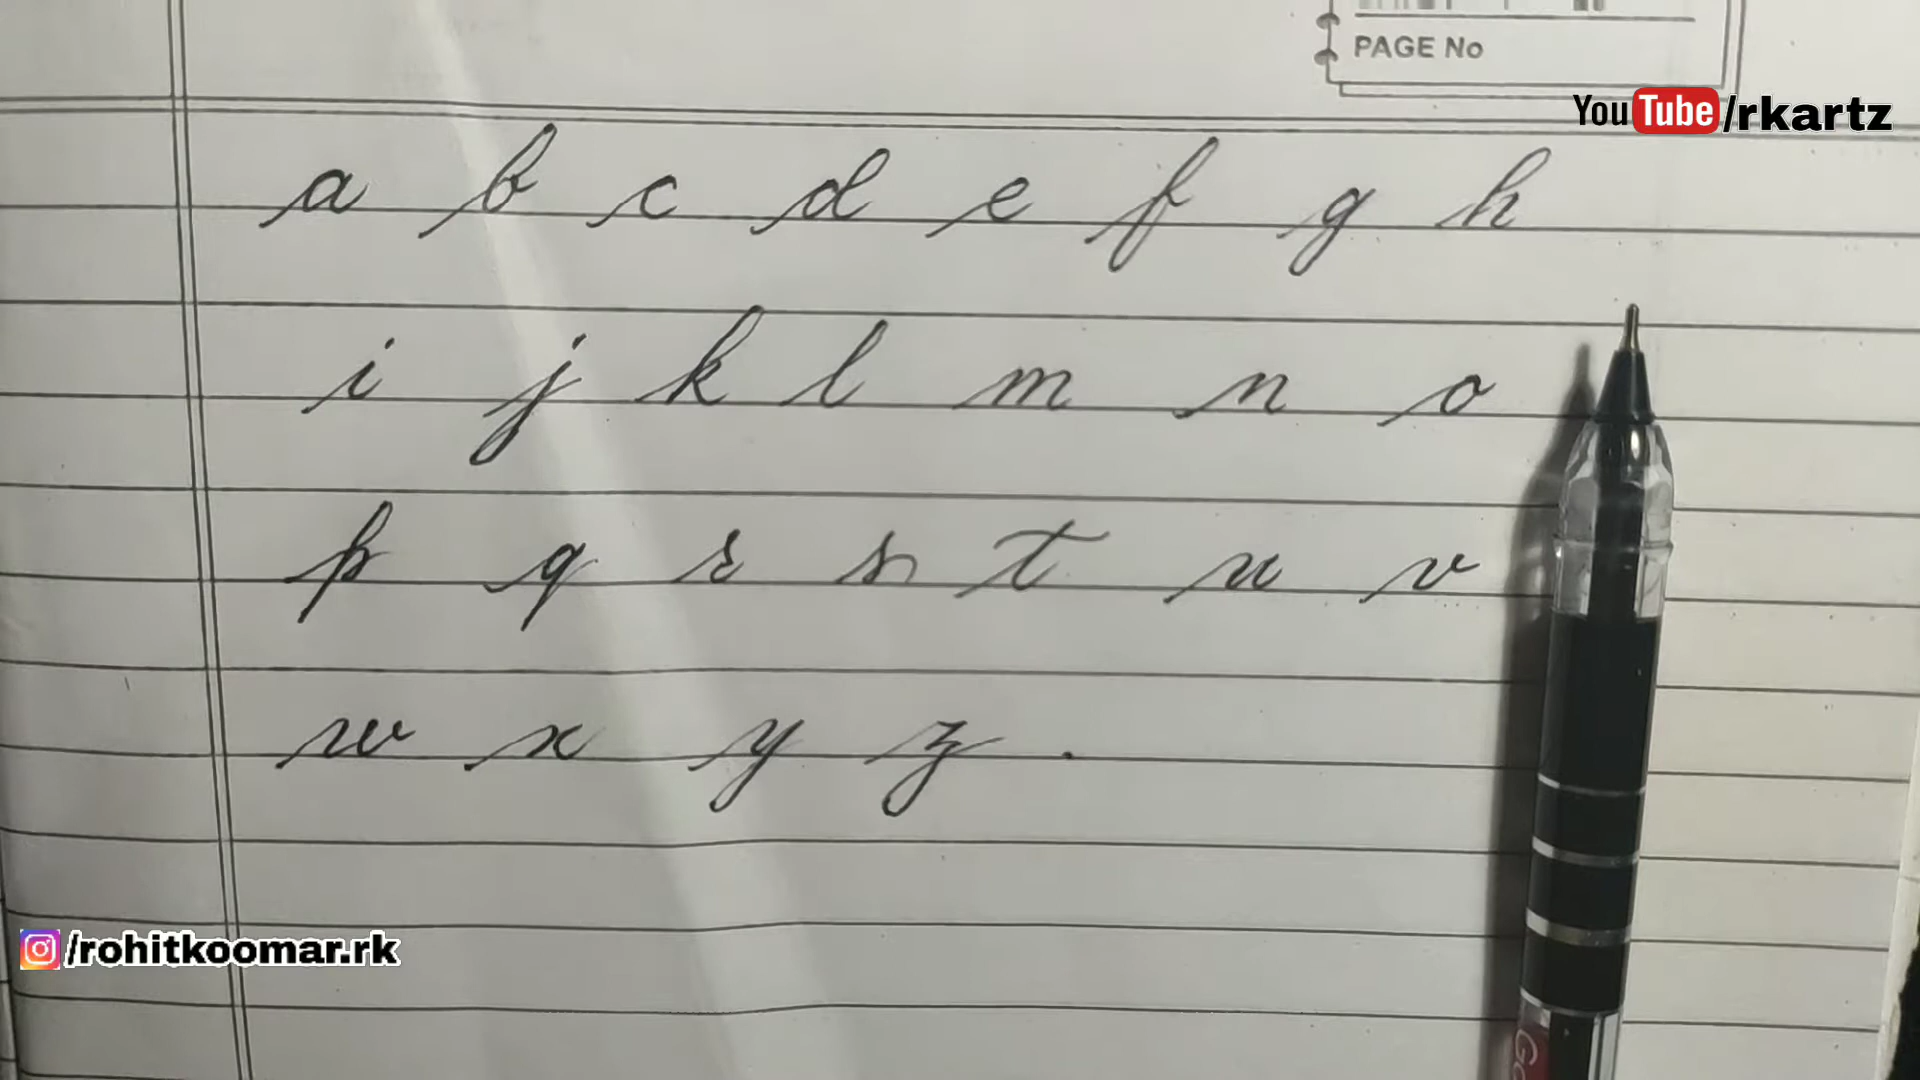 PAGE No
YouTube/rkartz
a b c d e f g h
i j k l m n o
p q r s t u v
w x y z .
/rohitkoomar.rk